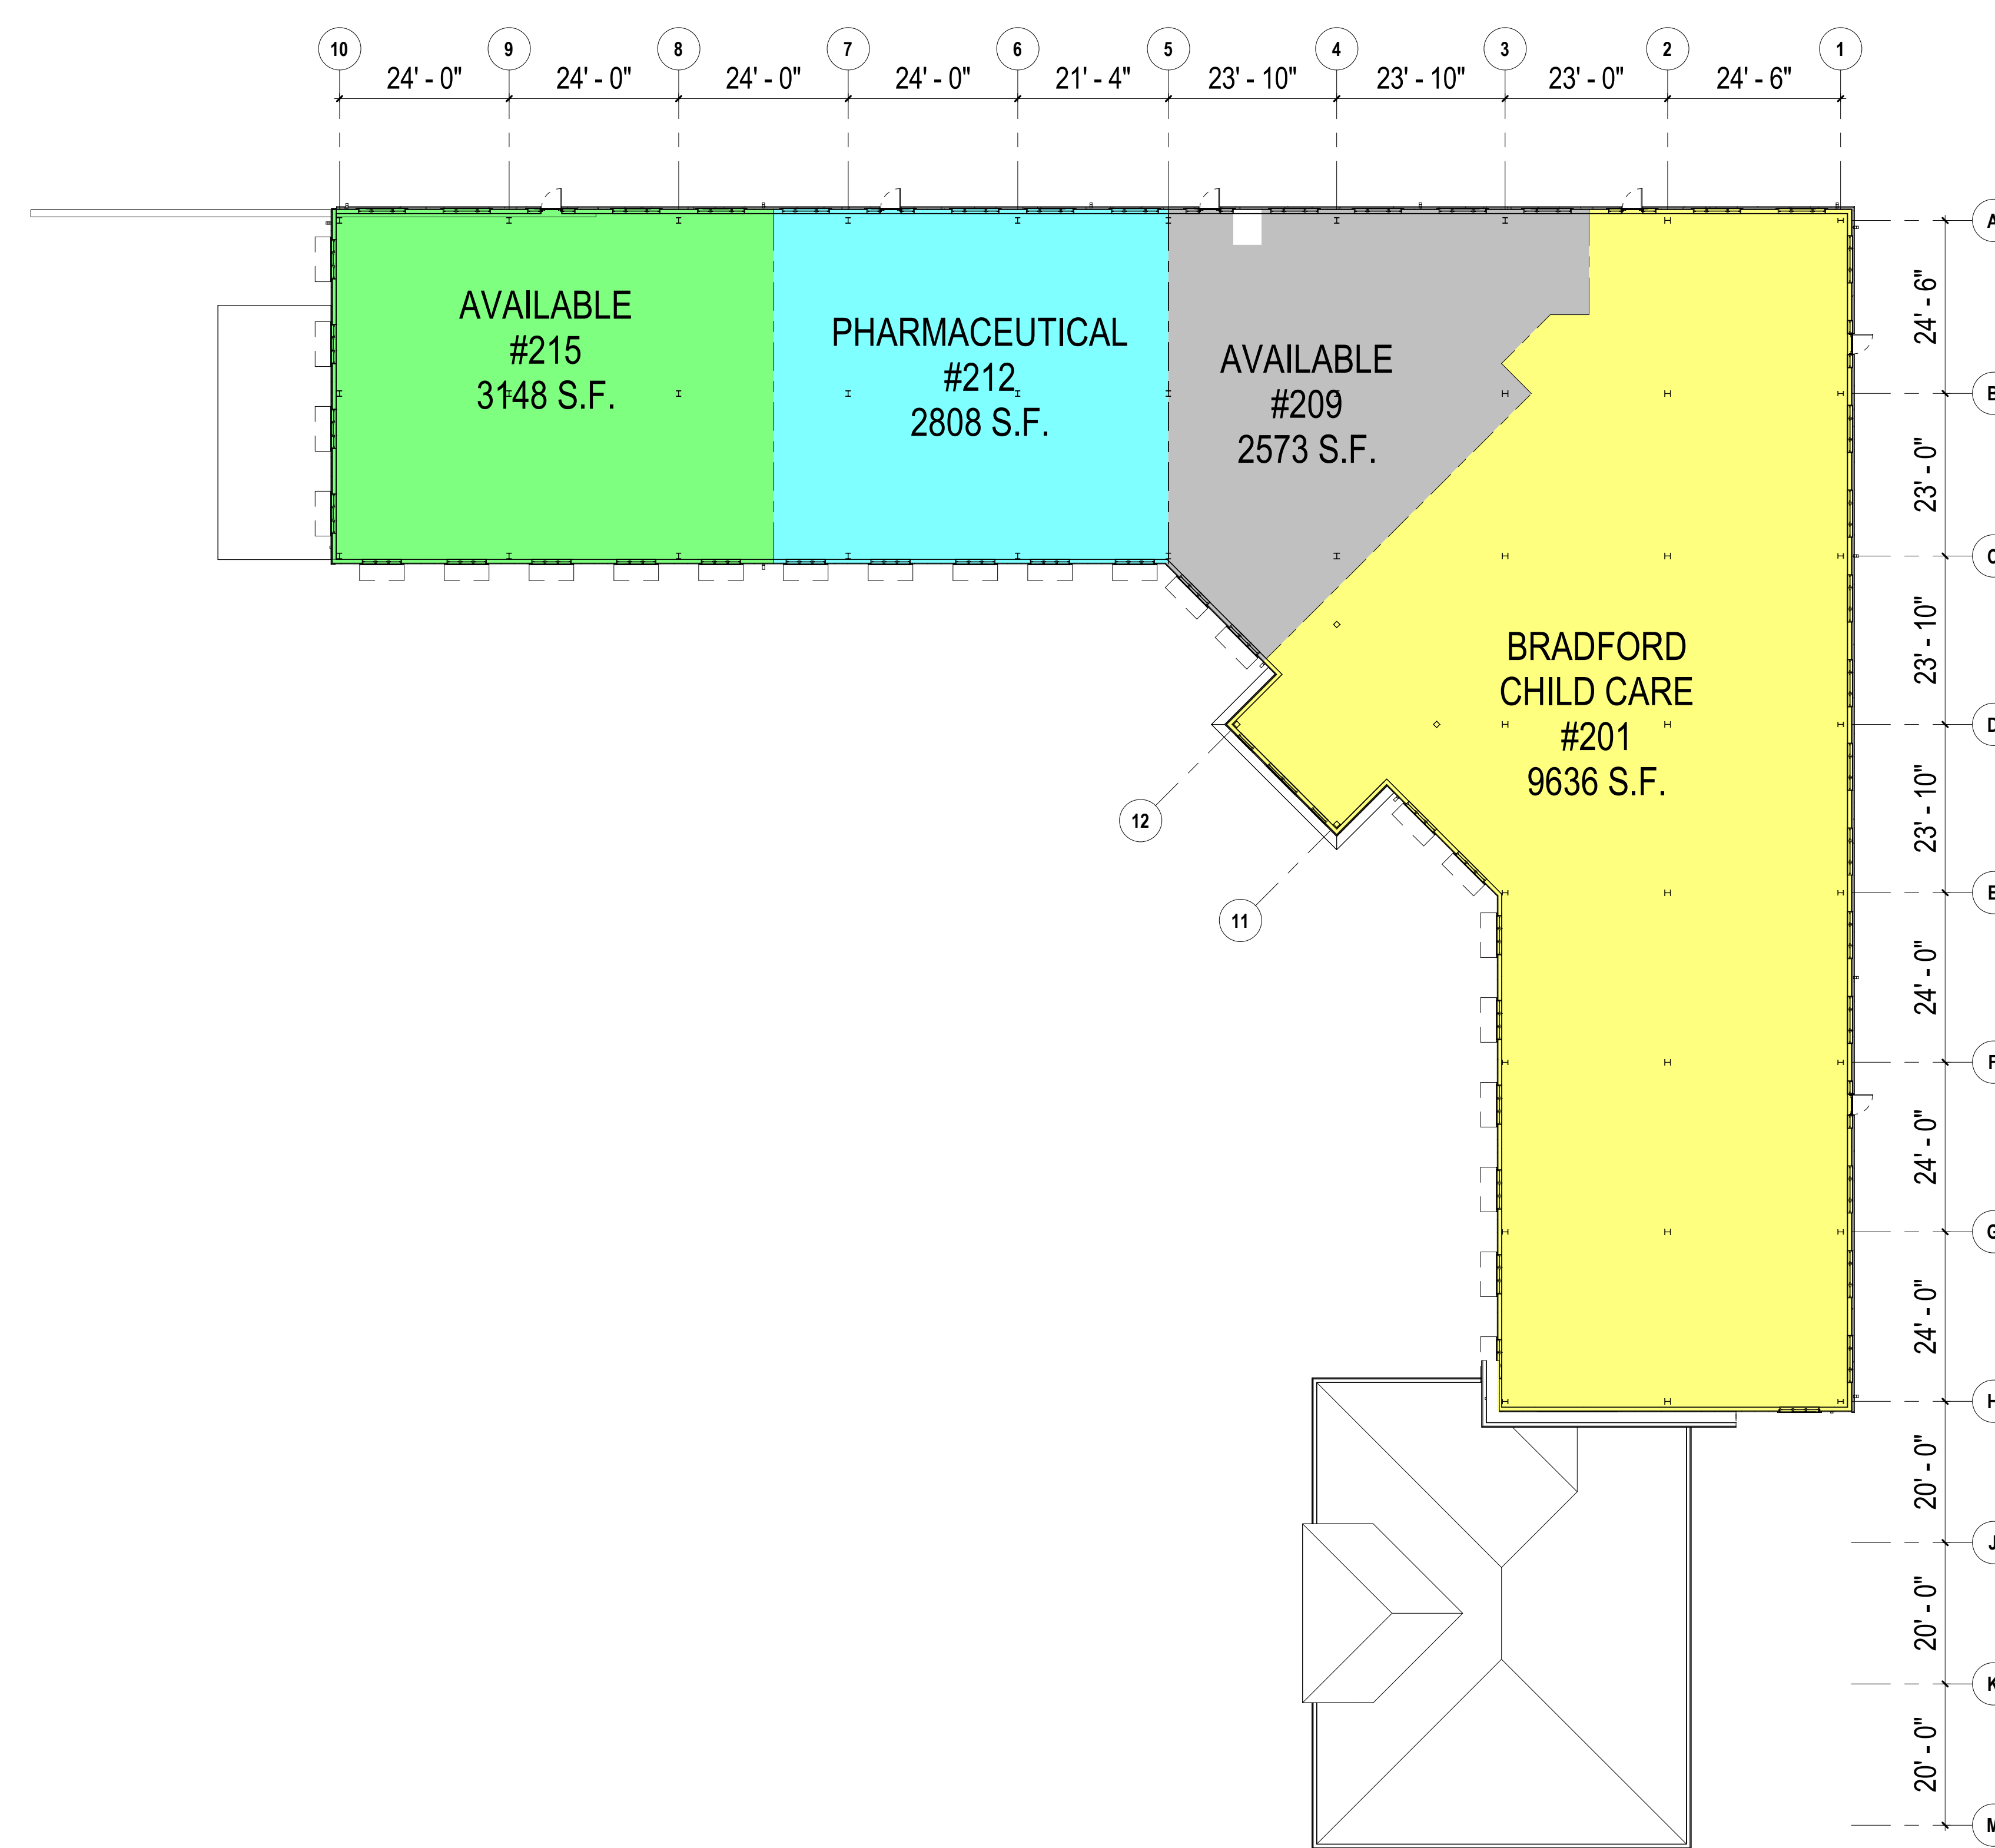 10 9 8 7 6 5 4 3 2 1
24' - 0" 24' - 0" 24' - 0" 24' - 0" 21' - 4" 23' - 10" 23' - 10" 23' - 0" 24' - 6"
A
24' - 6"
AVAILABLE
#215
3148 S.F.
PHARMACEUTICAL
#212
2808 S.F.
AVAILABLE
#209
2573 S.F.
B
23' - 0"
C
23' - 10"
BRADFORD
CHILD CARE
#201
9636 S.F.
D
12
23' - 10"
E
11
24' - 0"
F
24' - 0"
G
24' - 0"
H
20' - 0"
J
20' - 0"
K
20' - 0"
M